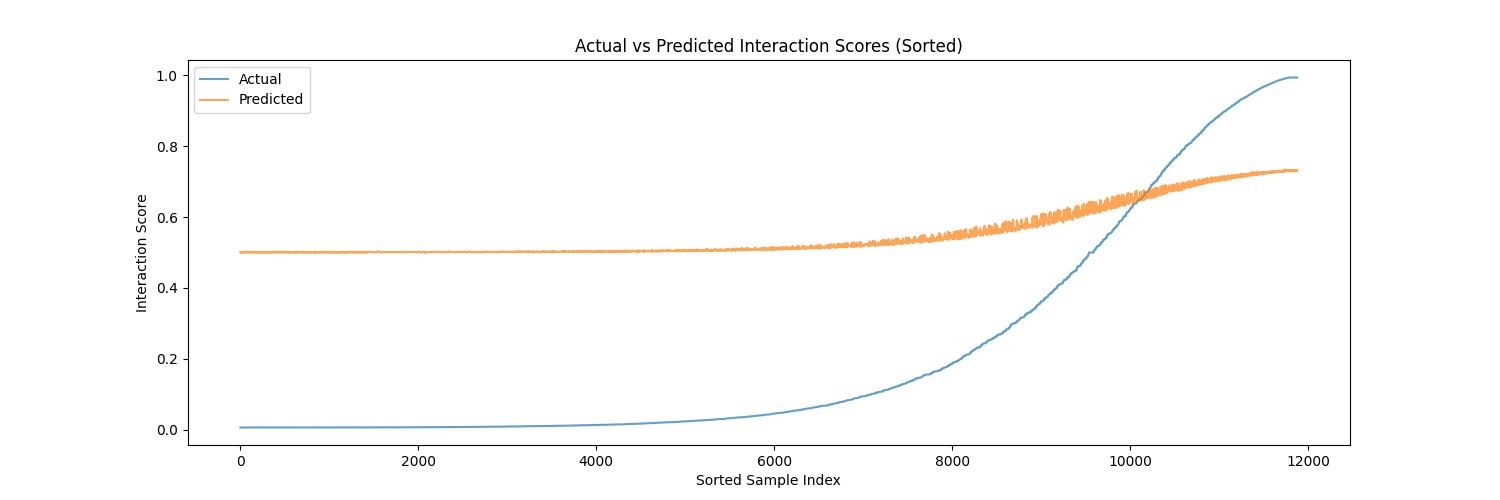 Actual vs Predicted Interaction Scores (Sorted)
Actual
Predicted
1.0
0.8
0.6
0.4
0.2
0.0
Interaction Score
0 2000 4000 6000 8000 10000 12000
Sorted Sample Index